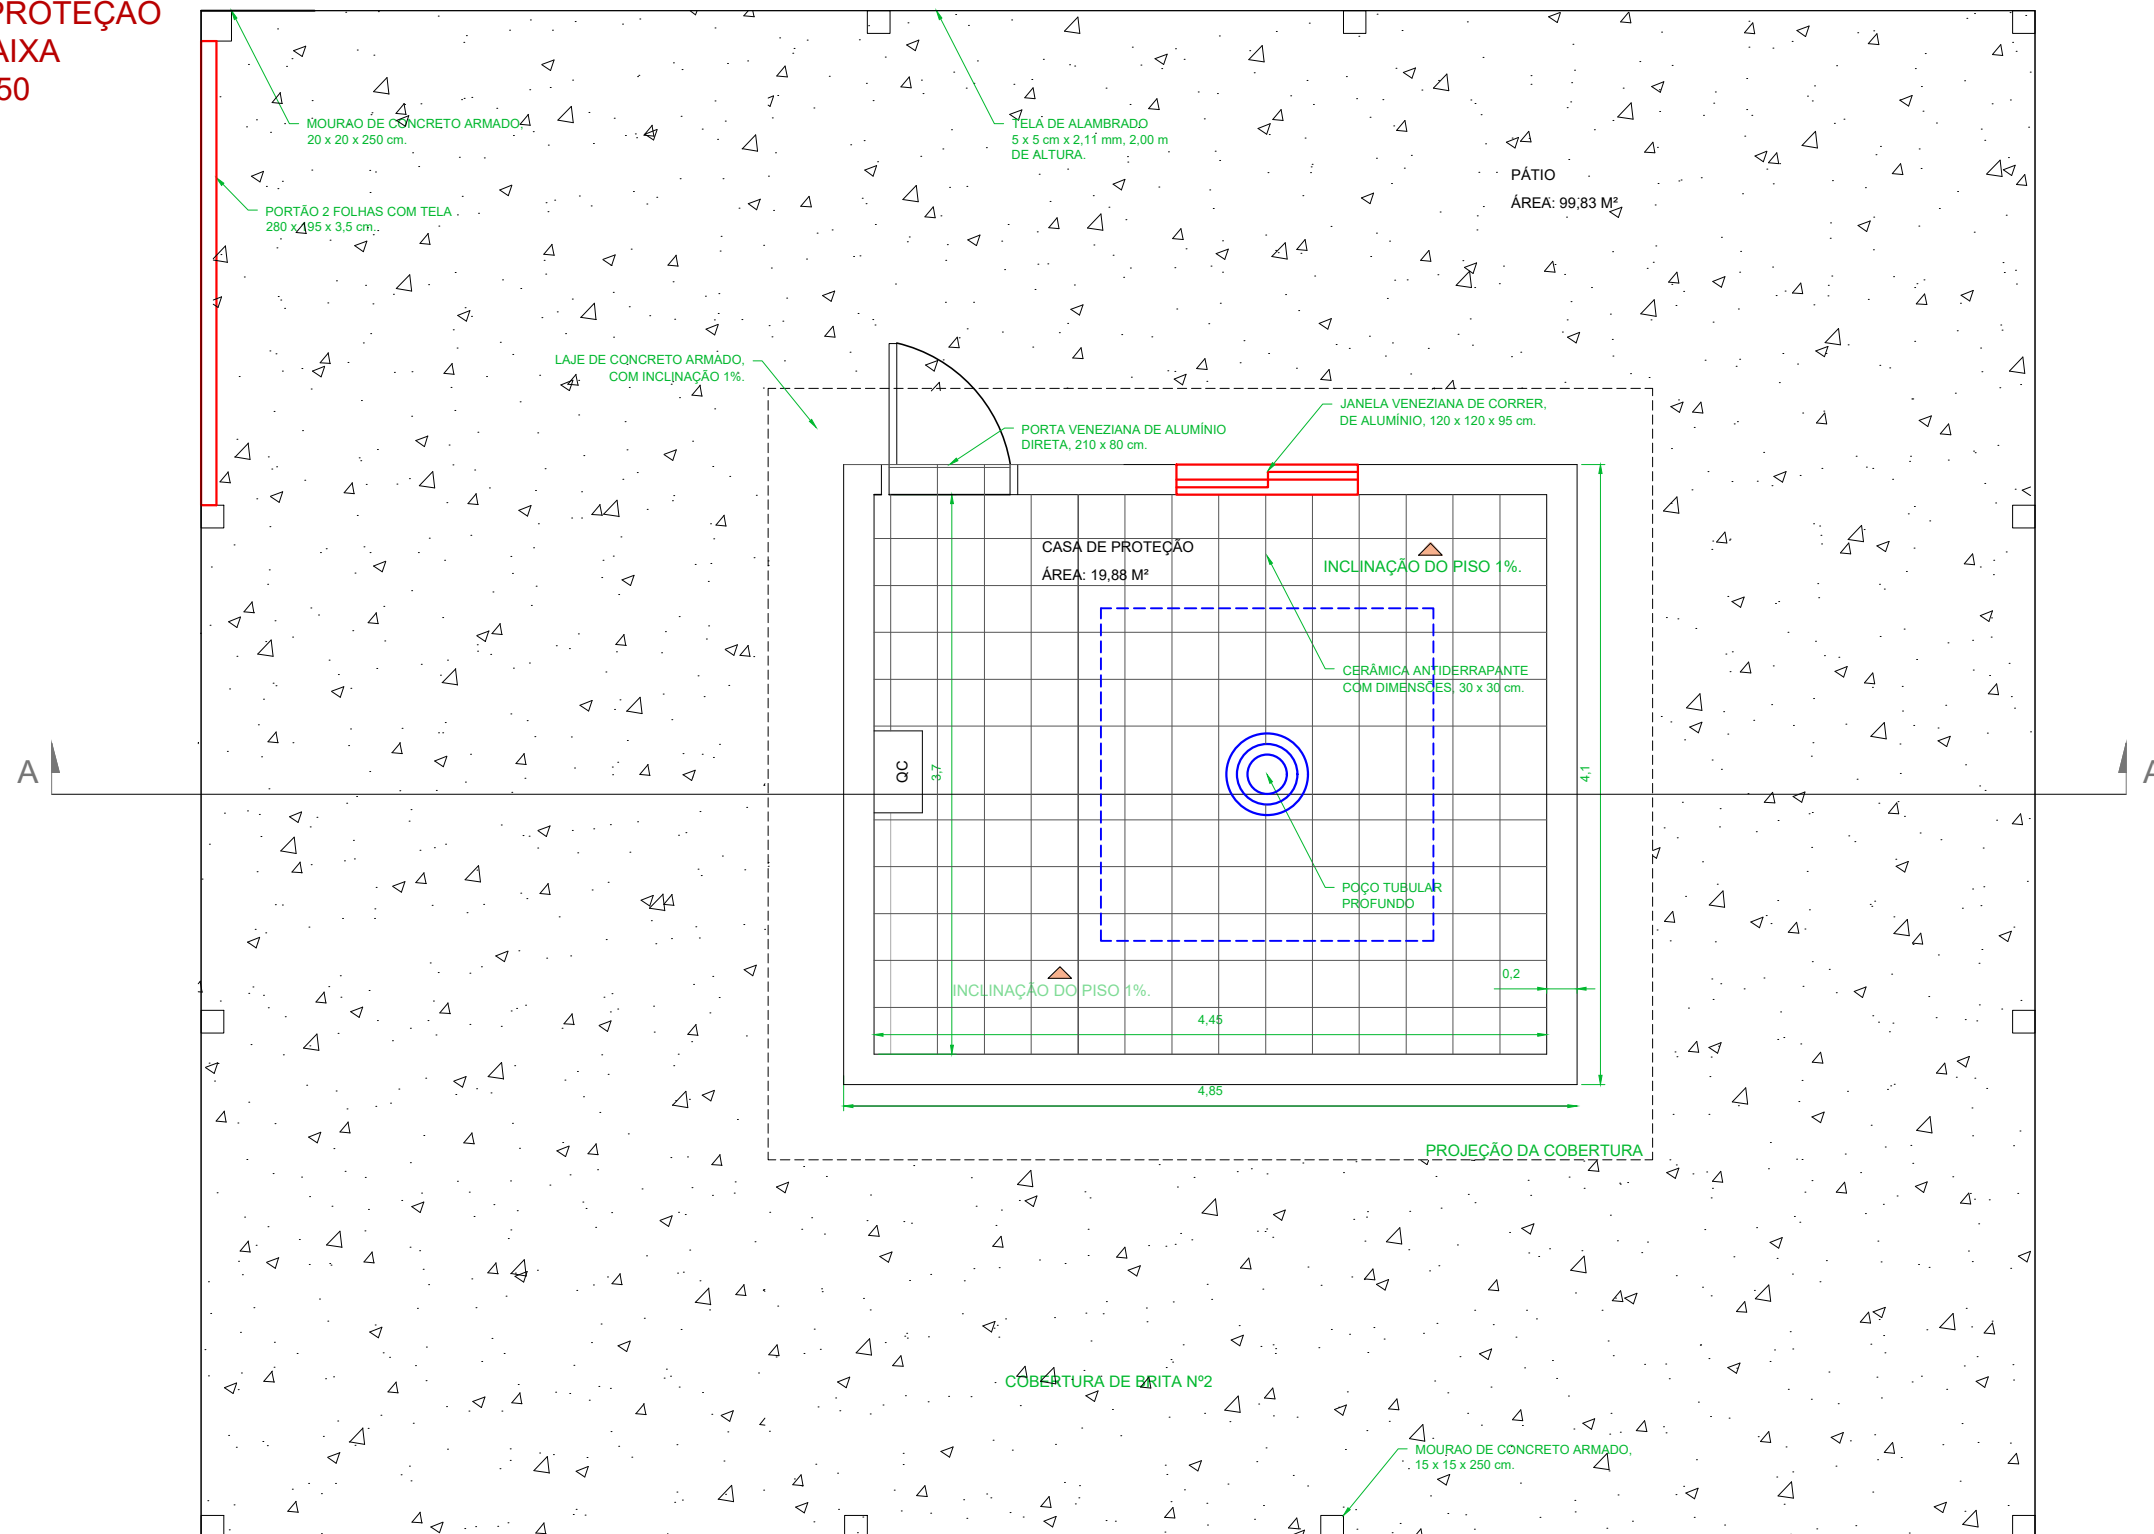 PROTEÇÃO
AIXA
50
MOURAO DE CONCRETO ARMADO,
20 x 20 x 250 cm.
TELA DE ALAMBRADO
5 x 5 cm x 2,11 mm, 2,00 m
DE ALTURA.
PÁTIO
ÁREA: 99,83 M²
PORTÃO 2 FOLHAS COM TELA
280 x 195 x 3,5 cm.
LAJE DE CONCRETO ARMADO,
COM INCLINAÇÃO 1%.
PORTA VENEZIANA DE ALUMÍNIO
DIRETA, 210 x 80 cm.
JANELA VENEZIANA DE CORRER,
DE ALUMÍNIO, 120 x 120 x 95 cm.
CASA DE PROTEÇÃO
ÁREA: 19,88 M²
INCLINAÇÃO DO PISO 1%.
CERÂMICA ANTIDERRAPANTE
COM DIMENSÕES, 30 x 30 cm.
A
QC
3,7
4,1
A
POÇO TUBULAR
PROFUNDO
0,2
INCLINAÇÃO DO PISO 1%.
4,45
4,85
PROJEÇÃO DA COBERTURA
COBERTURA DE BRITA Nº2
MOURAO DE CONCRETO ARMADO,
15 x 15 x 250 cm.